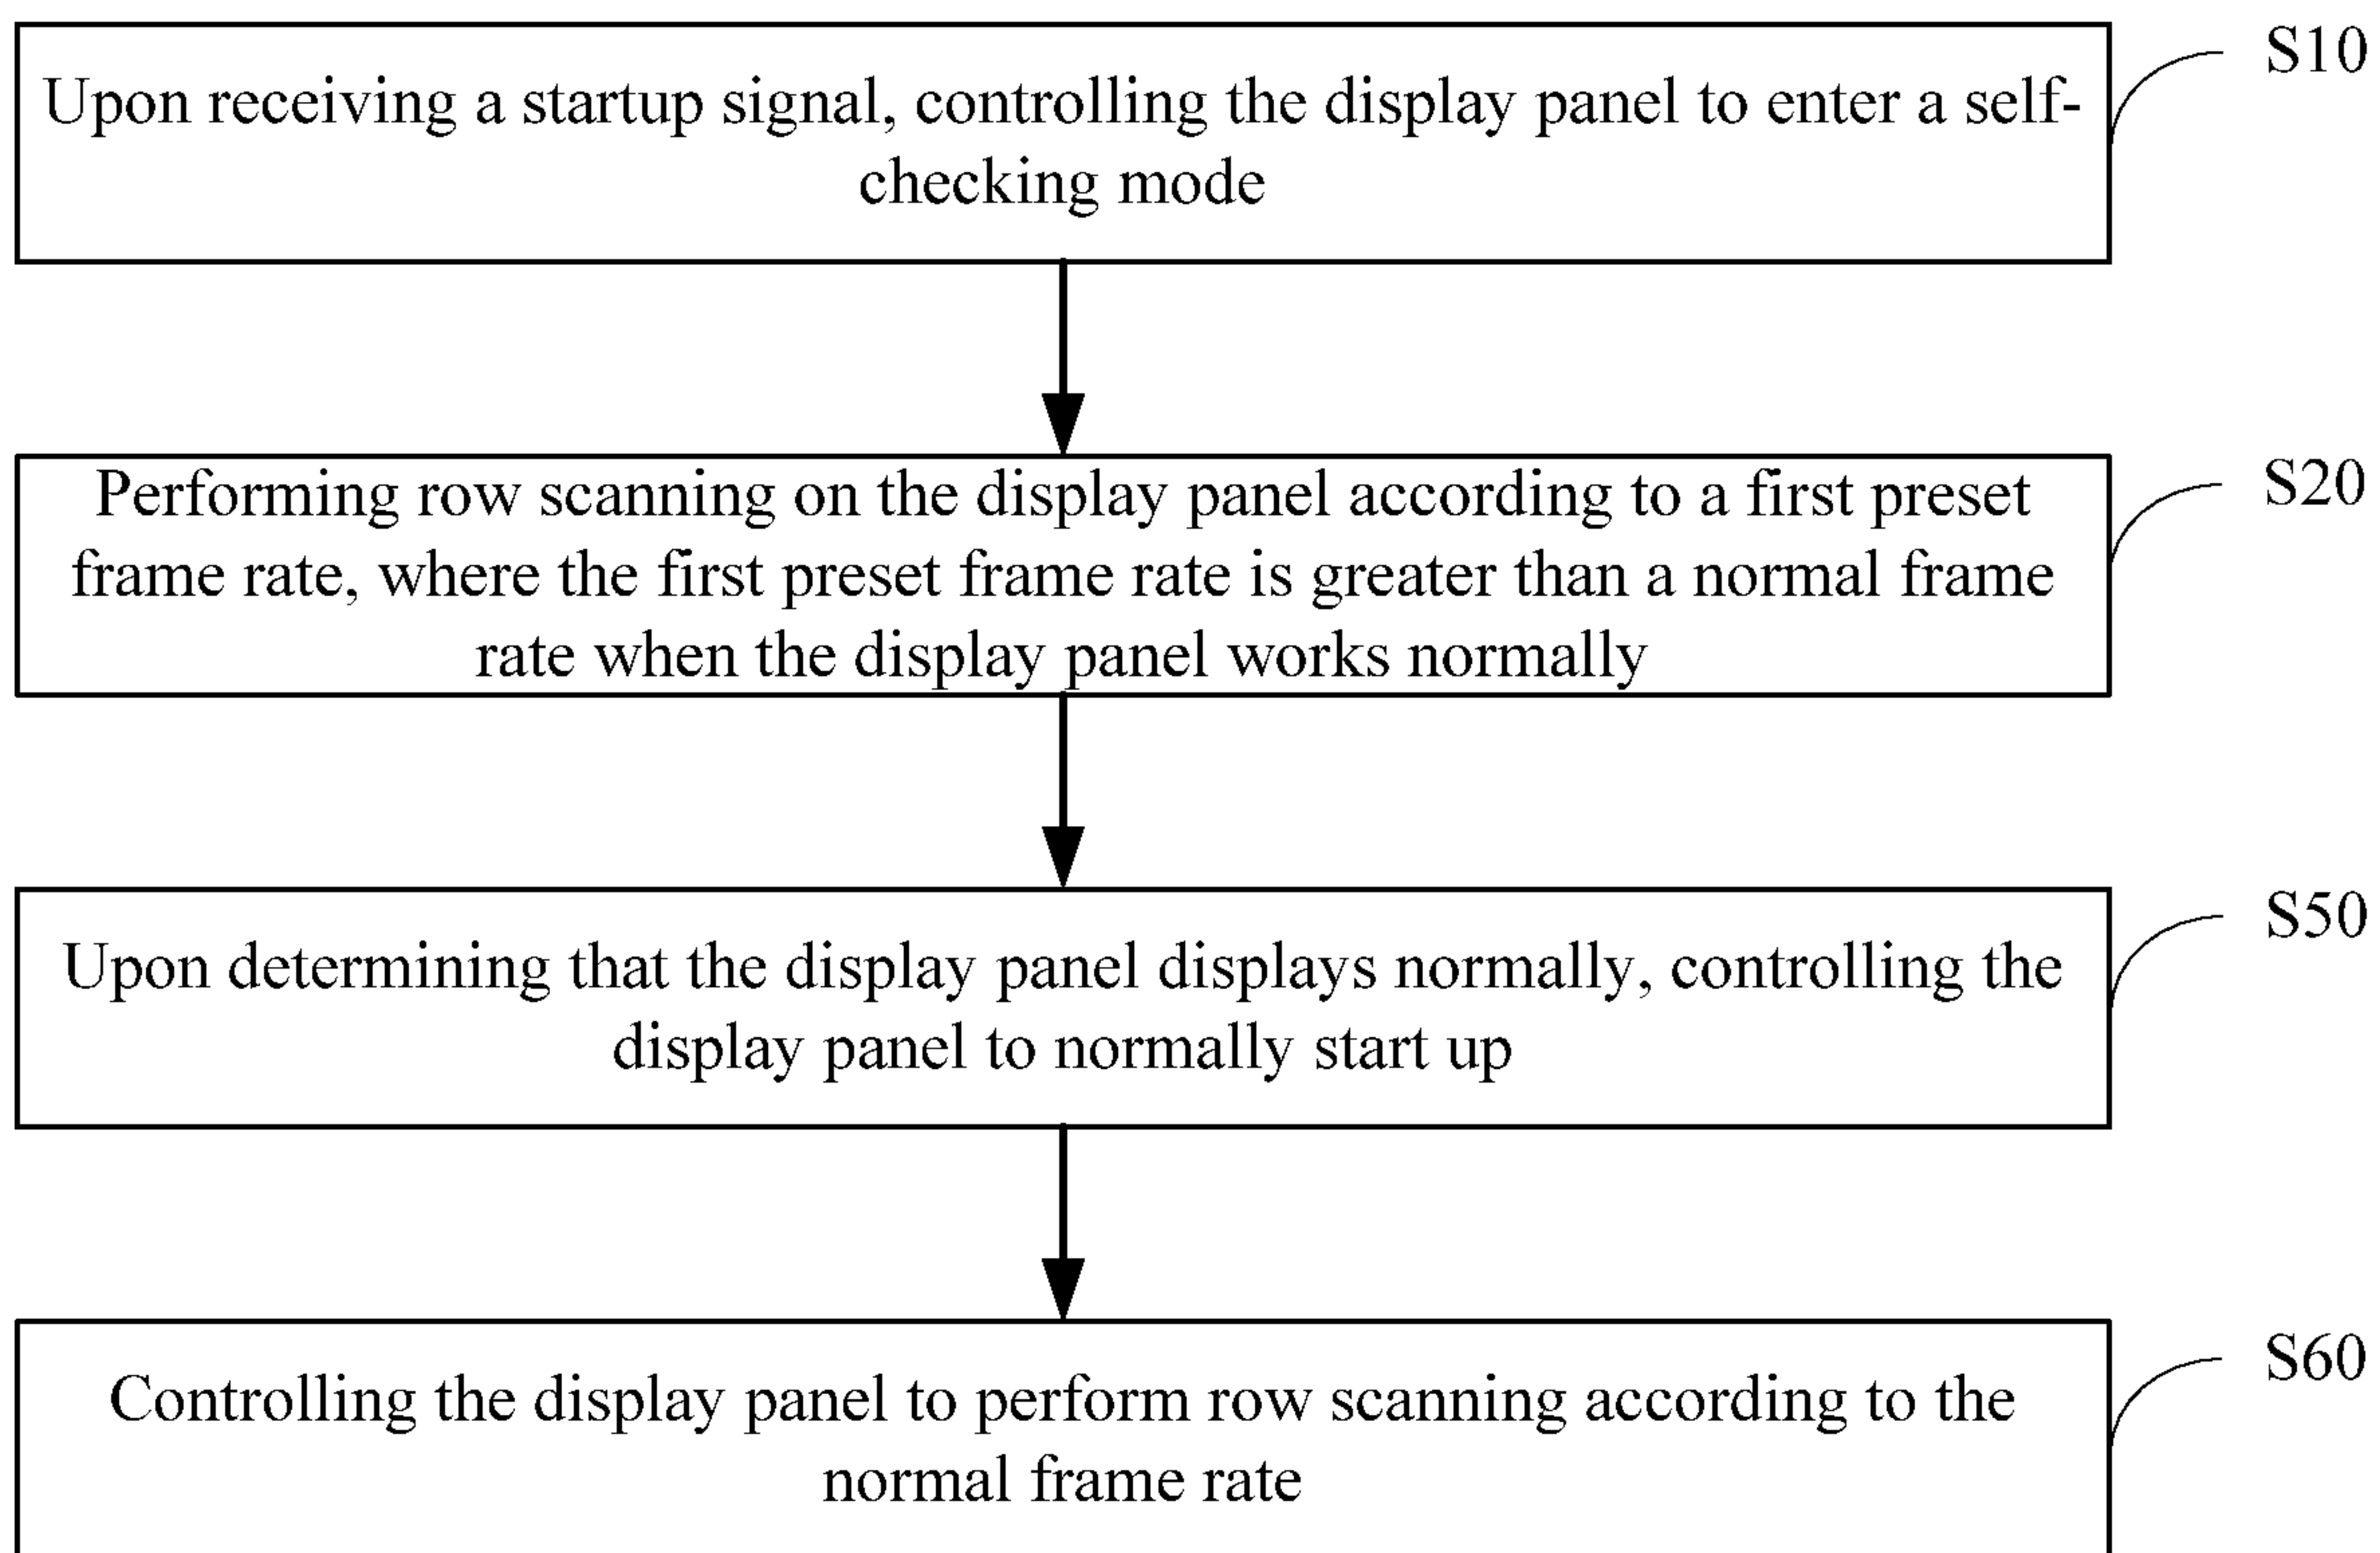 Upon receiving a startup signal, controlling the display panel to enter a self-
checking mode
S10
Performing row scanning on the display panel according to a first preset
frame rate, where the first preset frame rate is greater than a normal frame
rate when the display panel works normally
S20
Upon determining that the display panel displays normally, controlling the
display panel to normally start up
S50
Controlling the display panel to perform row scanning according to the
normal frame rate
S60